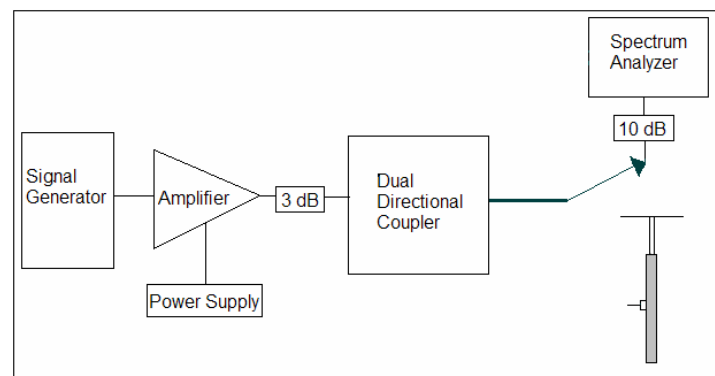 Spectrum
Analyzer
10 dB
Signal
Generator
Amplifier
3 dB
Dual
Directional
Coupler
Power Supply